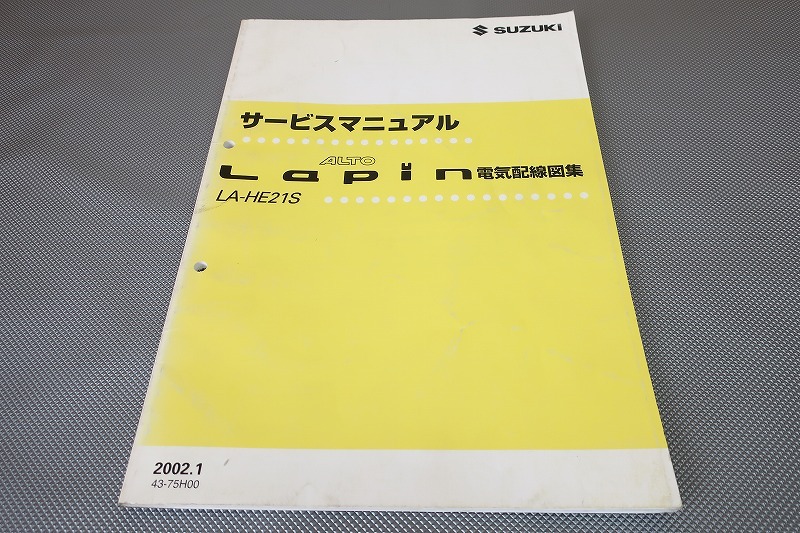 SUZUKI
サービスマニュアル
ALTO
Lapin 電気配線図集
LA-HE21S
2002.1
43-75H00